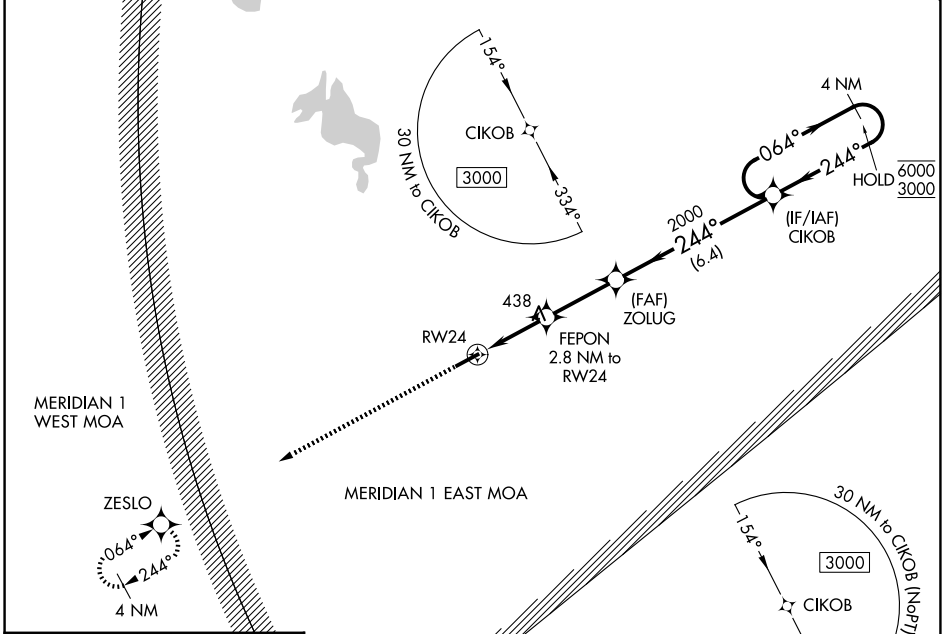 154°
CIKOB
3000
334°
30 NM to CIKOB
4 NM
064°
244°
HOLD
6000
3000
(IF/IAF)
CIKOB
2000
244°
(6.4)
(FAF)
ZOLUG
438
FEPON
2.8 NM to
RW24
RW24
MERIDIAN 1
WEST MOA
MERIDIAN 1 EAST MOA
ZESLO
064°
244°
4 NM
30 NM to CIKOB (NoPT)
154°
3000
CIKOB